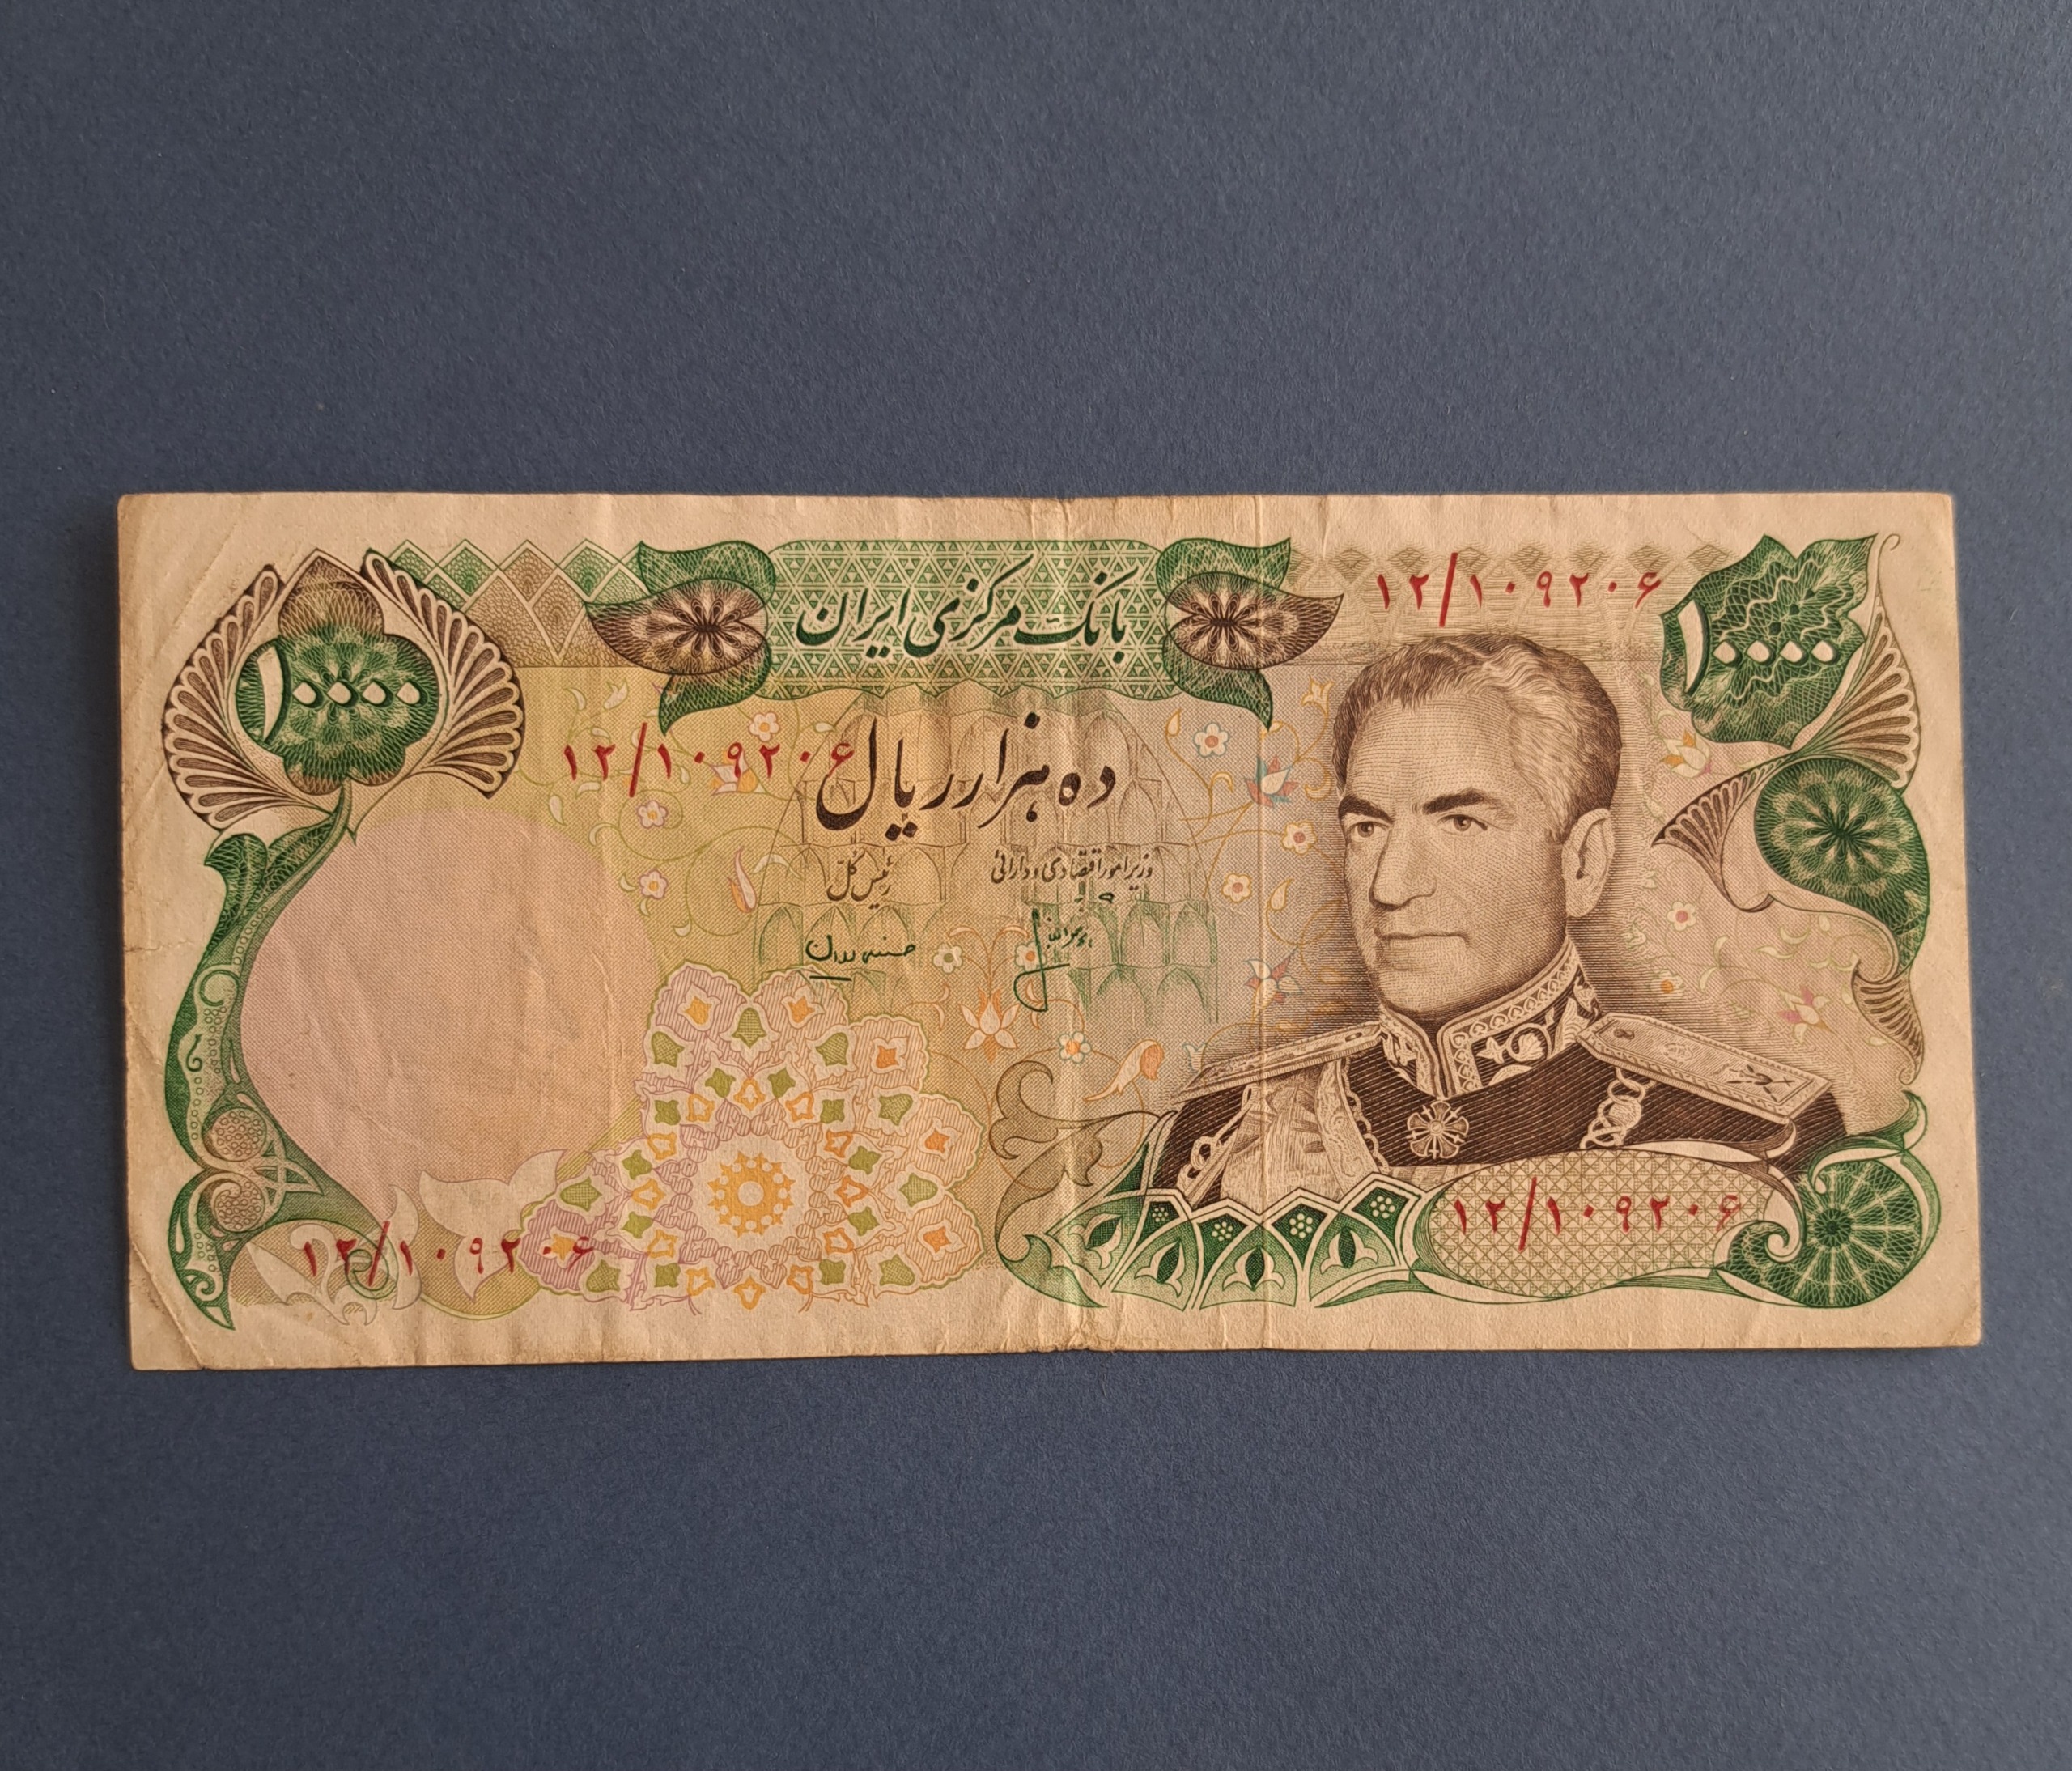 بانک مرکزی ایران
۱۲/۱۰۹۲۰۶
۱۰۰۰۰
۱۰۰۰۰
ده هزار ریال
۱۲/۱۰۹۲۰۶
وزیر امور اقتصادی و دارائی
رئیس کل
۱۲/۱۰۹۲۰۶
۱۲/۱۰۹۲۰۶